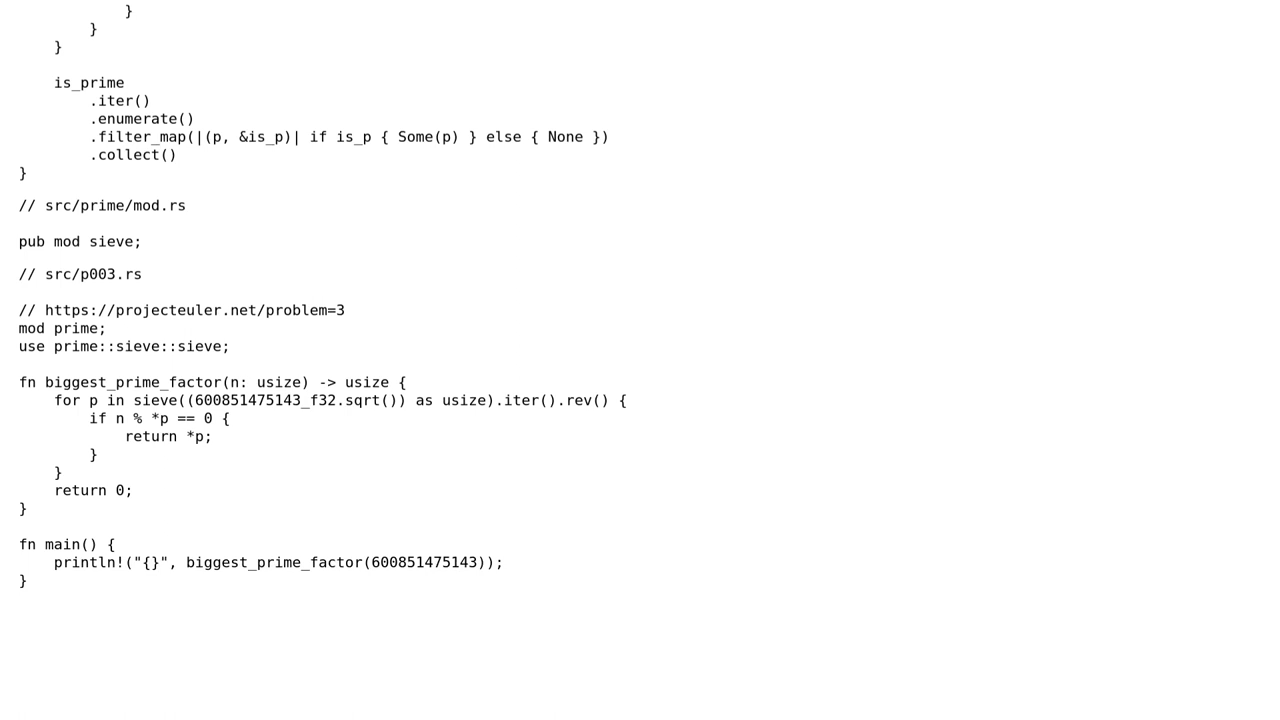 }
        }
    }

    is_prime
        .iter()
        .enumerate()
        .filter_map(|(p, &is_p)| if is_p { Some(p) } else { None })
        .collect()
}
// src/prime/mod.rs

pub mod sieve;
// src/p003.rs

// https://projecteuler.net/problem=3
mod prime;
use prime::sieve::sieve;

fn biggest_prime_factor(n: usize) -> usize {
    for p in sieve((600851475143_f32.sqrt()) as usize).iter().rev() {
        if n % *p == 0 {
            return *p;
        }
    }
    return 0;
}

fn main() {
    println!("{}", biggest_prime_factor(600851475143));
}